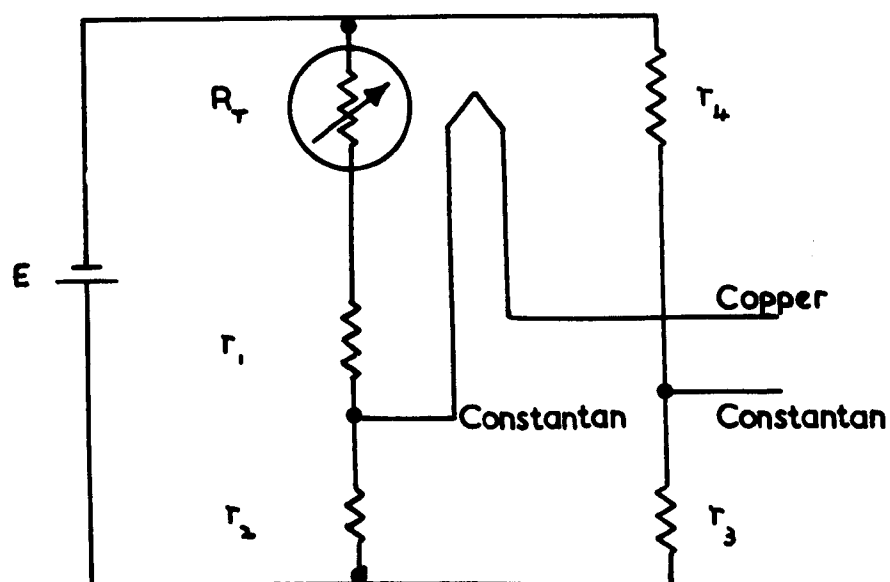 R_T
r_4
E
Copper
r_1
Constantan Constantan
r_2
r_3